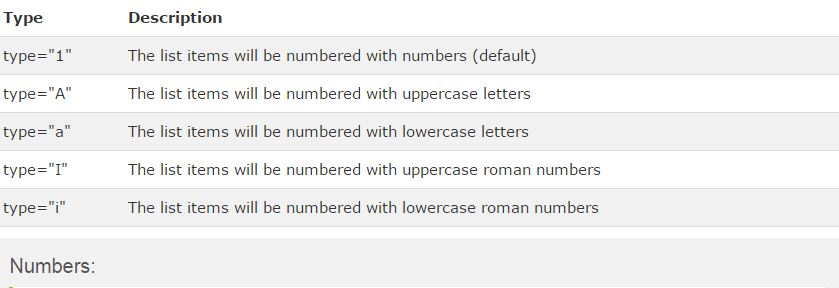 Type Description
type="1" The list items will be numbered with numbers (default)
type="A" The list items will be numbered with uppercase letters
type="a" The list items will be numbered with lowercase letters
type="I" The list items will be numbered with uppercase roman numbers
type="i" The list items will be numbered with lowercase roman numbers
Numbers: